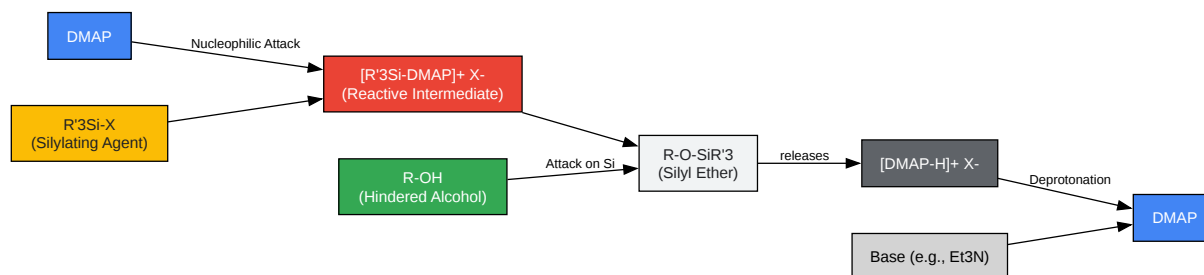 DMAP
Nucleophilic Attack
R'3Si-X
(Silylating Agent)
[R'3Si-DMAP]+ X-
(Reactive Intermediate)
R-OH
(Hindered Alcohol)
Attack on Si
R-O-SiR'3
(Silyl Ether)
releases
[DMAP-H]+ X-
Deprotonation
Base (e.g., Et3N)
DMAP